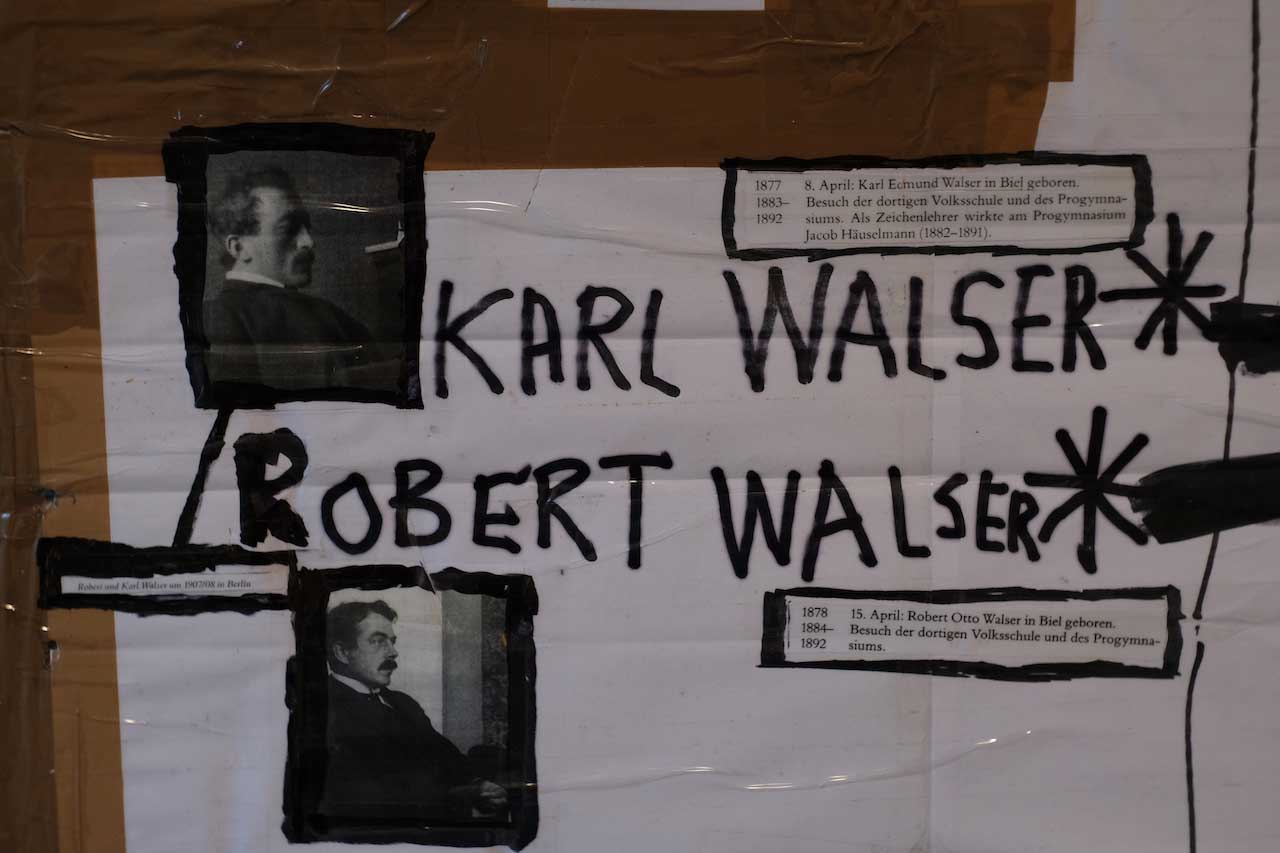 1877 8. April: Karl Edmund Walser in Biel geboren.
1883– Besuch der dortigen Volksschule und des Progymna-
1892 siums. Als Zeichenlehrer wirkte am Progymnasium
Jacob Häuselmann (1882–1891).
KARL WALSER*
ROBERT WALSER*
Robert und Karl Walser um 1907/08 in Berlin
1878 15. April: Robert Otto Walser in Biel geboren.
1884– Besuch der dortigen Volksschule und des Progymna-
1892 siums.